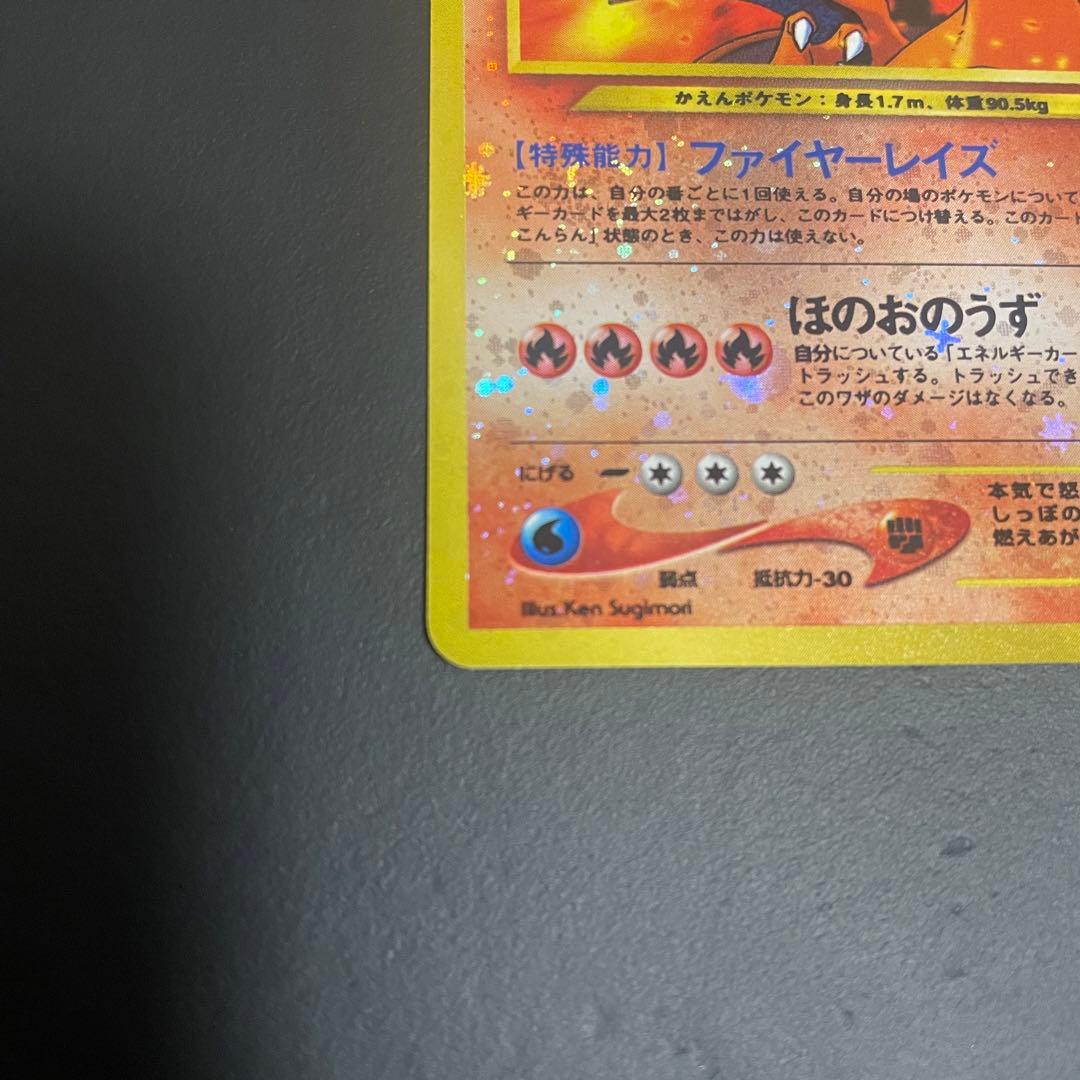 かえんポケモン：身長1.7m、体重90.5kg
【特殊能力】ファイヤーレイズ
この力は、自分の番ごとに1回使える。自分の場のポケモンについて
ギーカードを最大2枚まではがし、このカードにつけ替える。このカード
こんらん」状態のとき、この力は使えない。
ほのおのうず
自分についている「エネルギーカー
トラッシュする。トラッシュでき
このワザのダメージはなくなる。
にげる
本気で怒
しっぽの
燃えあが
弱点 抵抗力-30
Illus.Ken Sugimori